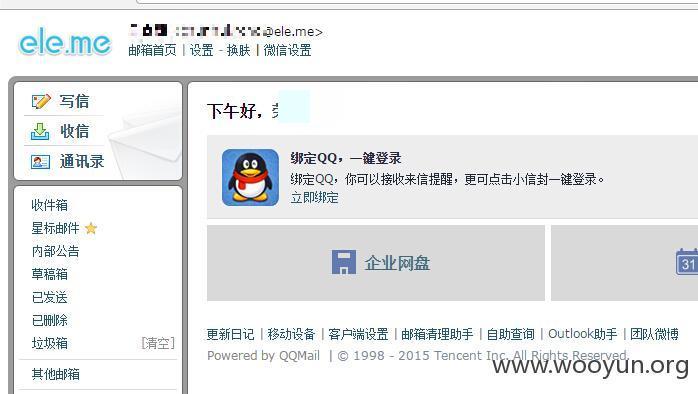 ele.me
@ele.me>
邮箱首页 | 设置 - 换肤 | 微信设置
写信
收信
通讯录
下午好，
绑定QQ，一键登录
绑定QQ，你可以接收来信提醒，更可点击小信封一键登录。
立即绑定
收件箱
星标邮件
内部公告
草稿箱
已发送
已删除
垃圾箱 [清空]
其他邮箱
企业网盘
31
更新日记 | 移动设备 | 客户端设置 | 邮箱清理助手 | 自助查询 | Outlook助手 | 团队微博
Powered by QQMail | © 1998 - 2015 Tencent Inc. All Rights Reserved.
www.wooyun.org